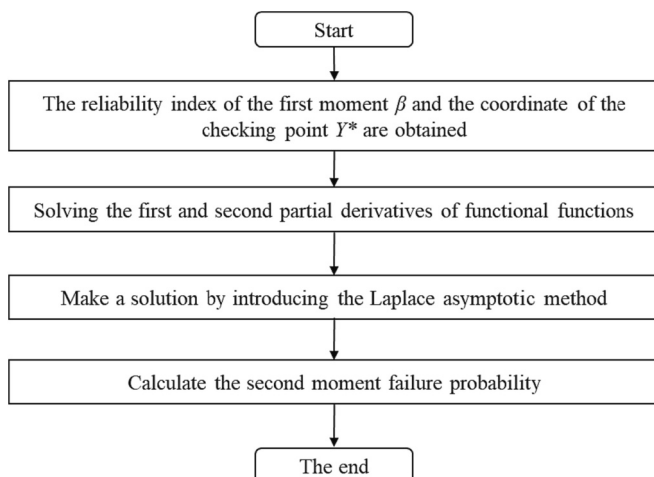 Start
The reliability index of the first moment β and the coordinate of the
checking point Y* are obtained
Solving the first and second partial derivatives of functional functions
Make a solution by introducing the Laplace asymptotic method
Calculate the second moment failure probability
The end